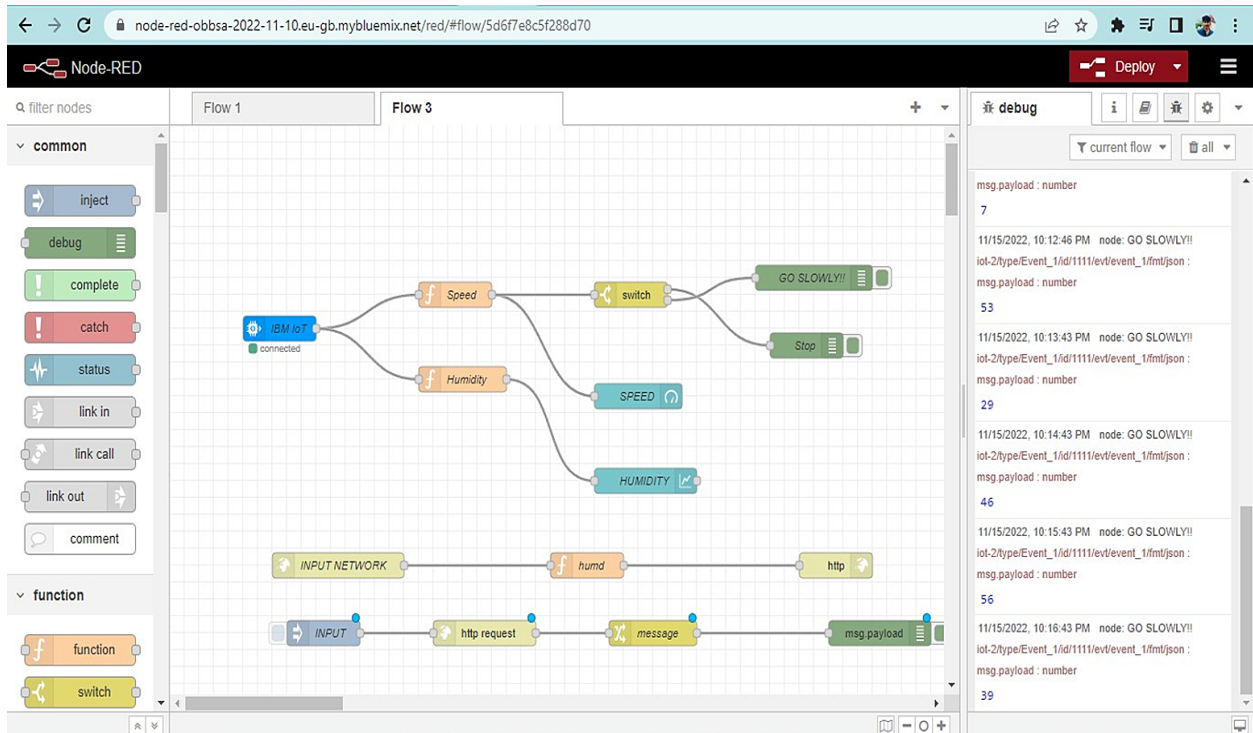 node-red-obbsa-2022-11-10.eu-gb.mybluemix.net/red/#flow/5d6f7e8c5f288d70
Node-RED
Deploy
filter nodes
common
inject
debug
complete
catch
status
link in
link call
link out
comment
function
function
switch
Flow 1
Flow 3
IBM IoT
connected
Speed
Humidity
switch
GO SLOWLY!!
Stop
SPEED
HUMIDITY
INPUT NETWORK
humd
http
INPUT
http request
message
msg.payload
debug
i
current flow
all
msg.payload : number
7
11/15/2022, 10:12:46 PM node: GO SLOWLY!!
iot-2/type/Event_1/id/1111/evt/event_1/fmt/json :
msg.payload : number
53
11/15/2022, 10:13:43 PM node: GO SLOWLY!!
iot-2/type/Event_1/id/1111/evt/event_1/fmt/json :
msg.payload : number
29
11/15/2022, 10:14:43 PM node: GO SLOWLY!!
iot-2/type/Event_1/id/1111/evt/event_1/fmt/json :
msg.payload : number
46
11/15/2022, 10:15:43 PM node: GO SLOWLY!!
iot-2/type/Event_1/id/1111/evt/event_1/fmt/json :
msg.payload : number
56
11/15/2022, 10:16:43 PM node: GO SLOWLY!!
iot-2/type/Event_1/id/1111/evt/event_1/fmt/json :
msg.payload : number
39